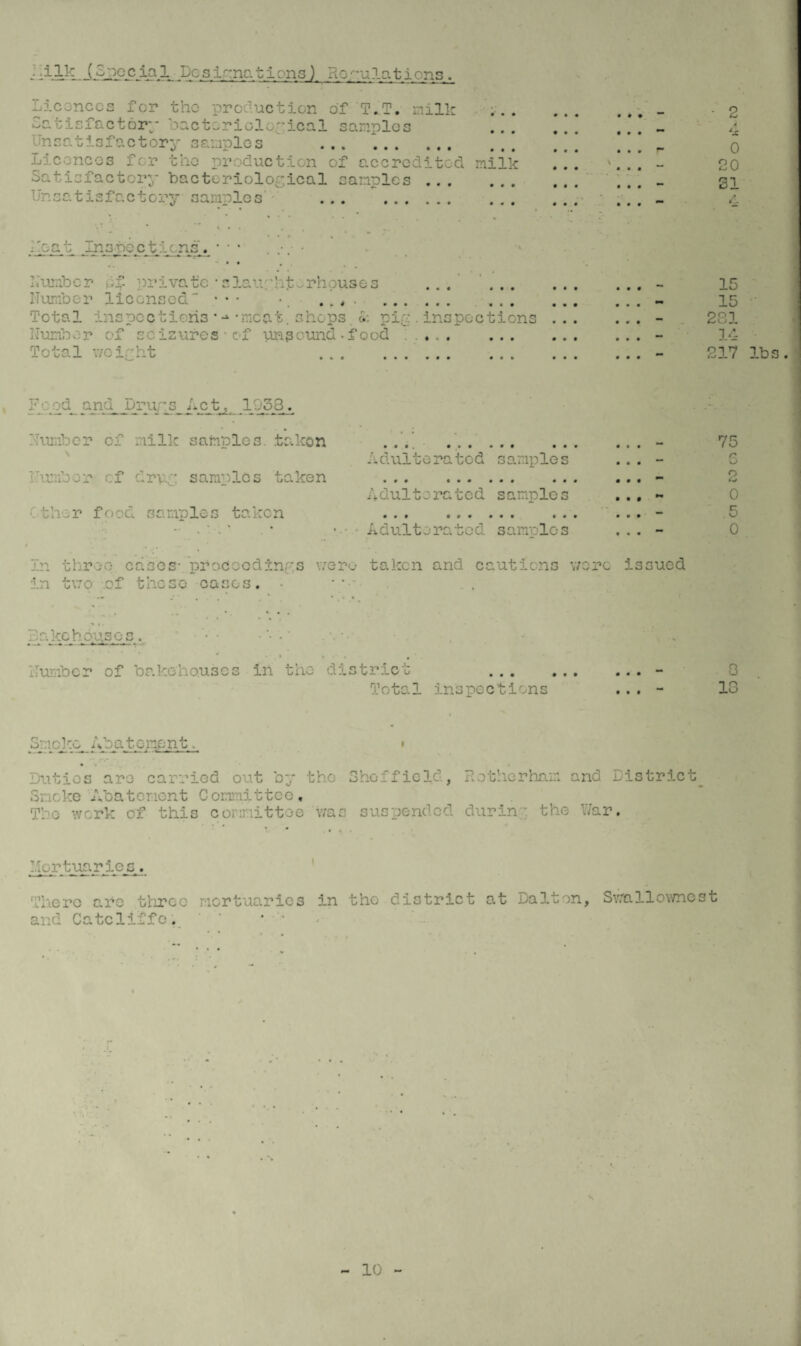 Milk (Special Designations) Regulations.
Licences for the production of T.T. milk ... ... ... - 2
Satisfactory bacteriological samples ... ... ... - 4
Unsatisfactory samples ... ... ... ... ... ... - 0
Licences for the production of accredited milk ... ... - 20
Satisfactory bacteriological samples ... ... ... ... - 31
Unsatisfactory samples ... ... ... ... ... ... - 4
Meat Inspections.
Number of private slaughterhouses ... ... ... ... - 15
Number licensed ... ... ... ... ... ... - 15
Total inspections - meat, shops & pig inspections ... ... - 281
Number of seizures of unsound food ... ... ... ... - 14
Total weight ... ... ... ... ... ... - 217 lbs.
Food and Drugs Act, 1938.
Number of milk samples taken ... ... ... ... ... - 75
Adulterated samples ... -
Number of drug samples taken ... ... ... ... ... - 2
Adulterated samples ... - 0
Other food samples taken ... ... ... ... ... - 5
Adulterated samples ... - 0
In three cases proceedings were taken and cautions were issued
in two of these cases.
Bakehouses.
Number of bakehouses in the district ... ... ... -
Total inspections ... -
Smoke Abatement.
Duties are carried out by the Sheffield, Rotherham and District
Smoke Abatement Committee.
The work of this committee was suspended during the War.
Mortuaries.
There are three mortuaries in the district at Dalton, Swallownest
and Catcliffe.
- 10 -